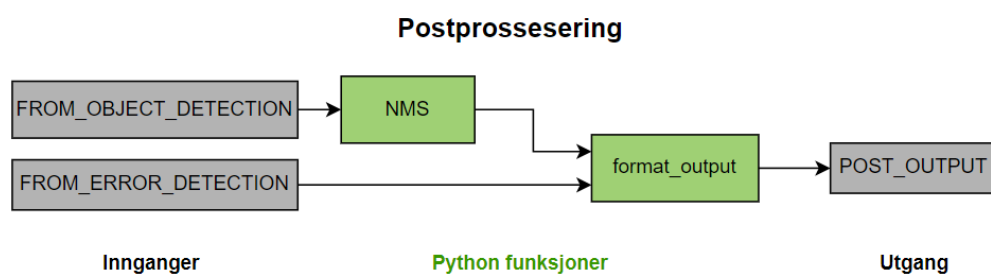 Postprossesering
FROM_OBJECT_DETECTION
NMS
FROM_ERROR_DETECTION
format_output
POST_OUTPUT
Innganger
Python funksjoner
Utgang